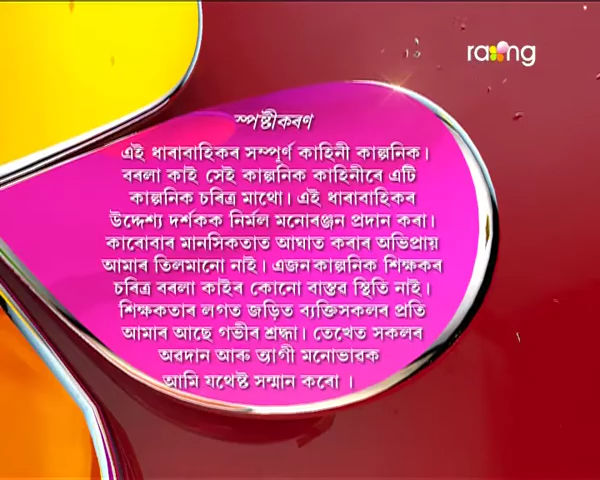 rang
স্পষ্টীকৰণ
এই ধাৰাবাহিকৰ সম্পূৰ্ণ কাহিনী কাল্পনিক।
বৰলা কাই সেই কাল্পনিক কাহিনীৰে এটি
কাল্পনিক চৰিত্ৰ মাথো। এই ধাৰাবাহিকৰ
উদ্দেশ্য দৰ্শকক নিৰ্মল মনোৰঞ্জন প্ৰদান কৰা।
কাৰোবাৰ মানসিকতাত আঘাত কৰাৰ অভিপ্ৰায়
আমাৰ তিলমানো নাই। এজন কাল্পনিক শিক্ষকৰ
চৰিত্ৰ বৰলা কাইৰ কোনো বাস্তৱ স্থিতি নাই।
শিক্ষকতাৰ লগত জড়িত ব্যক্তিসকলৰ প্ৰতি
আমাৰ আছে গভীৰ শ্ৰদ্ধা। তেখেত সকলৰ
অৱদান আৰু ত্যাগী মনোভাৱক
আমি যথেষ্ট সন্মান কৰো ।